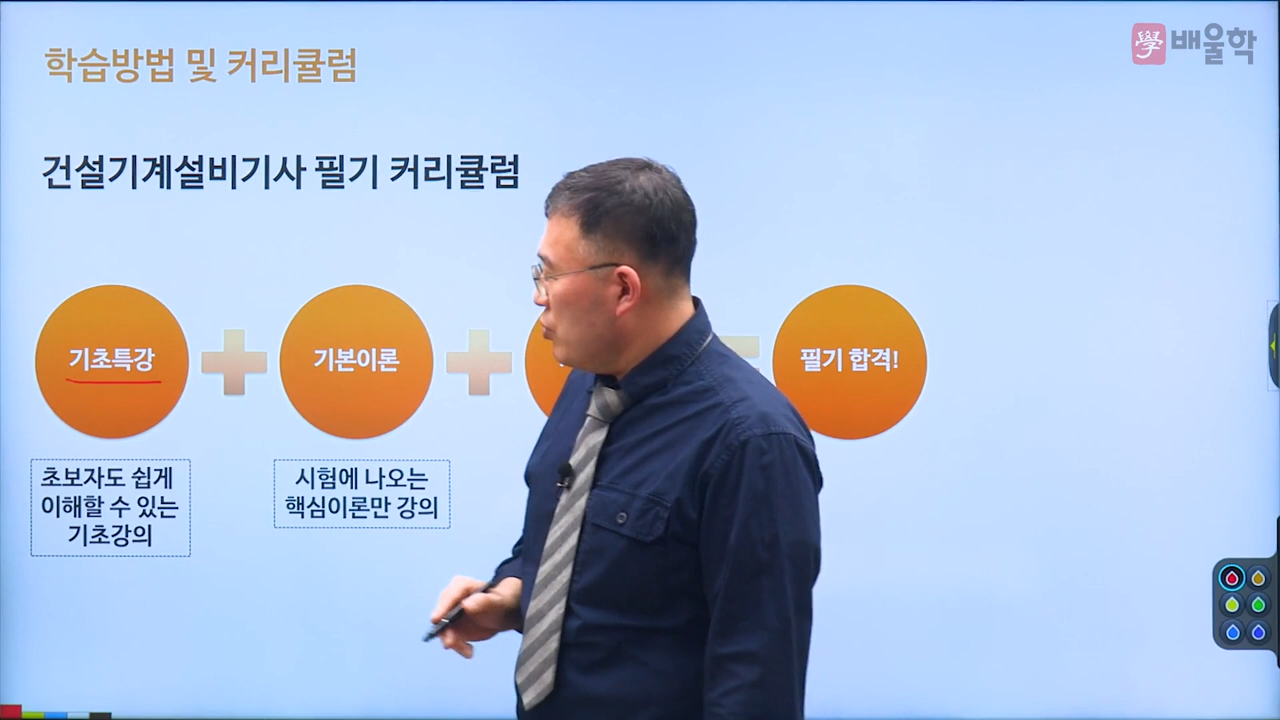 학습방법 및 커리큘럼
學 배울학
건설기계설비기사 필기 커리큘럼
기초특강
기본이론
필기 합격!
초보자도 쉽게
이해할 수 있는
기초강의
시험에 나오는
핵심이론만 강의